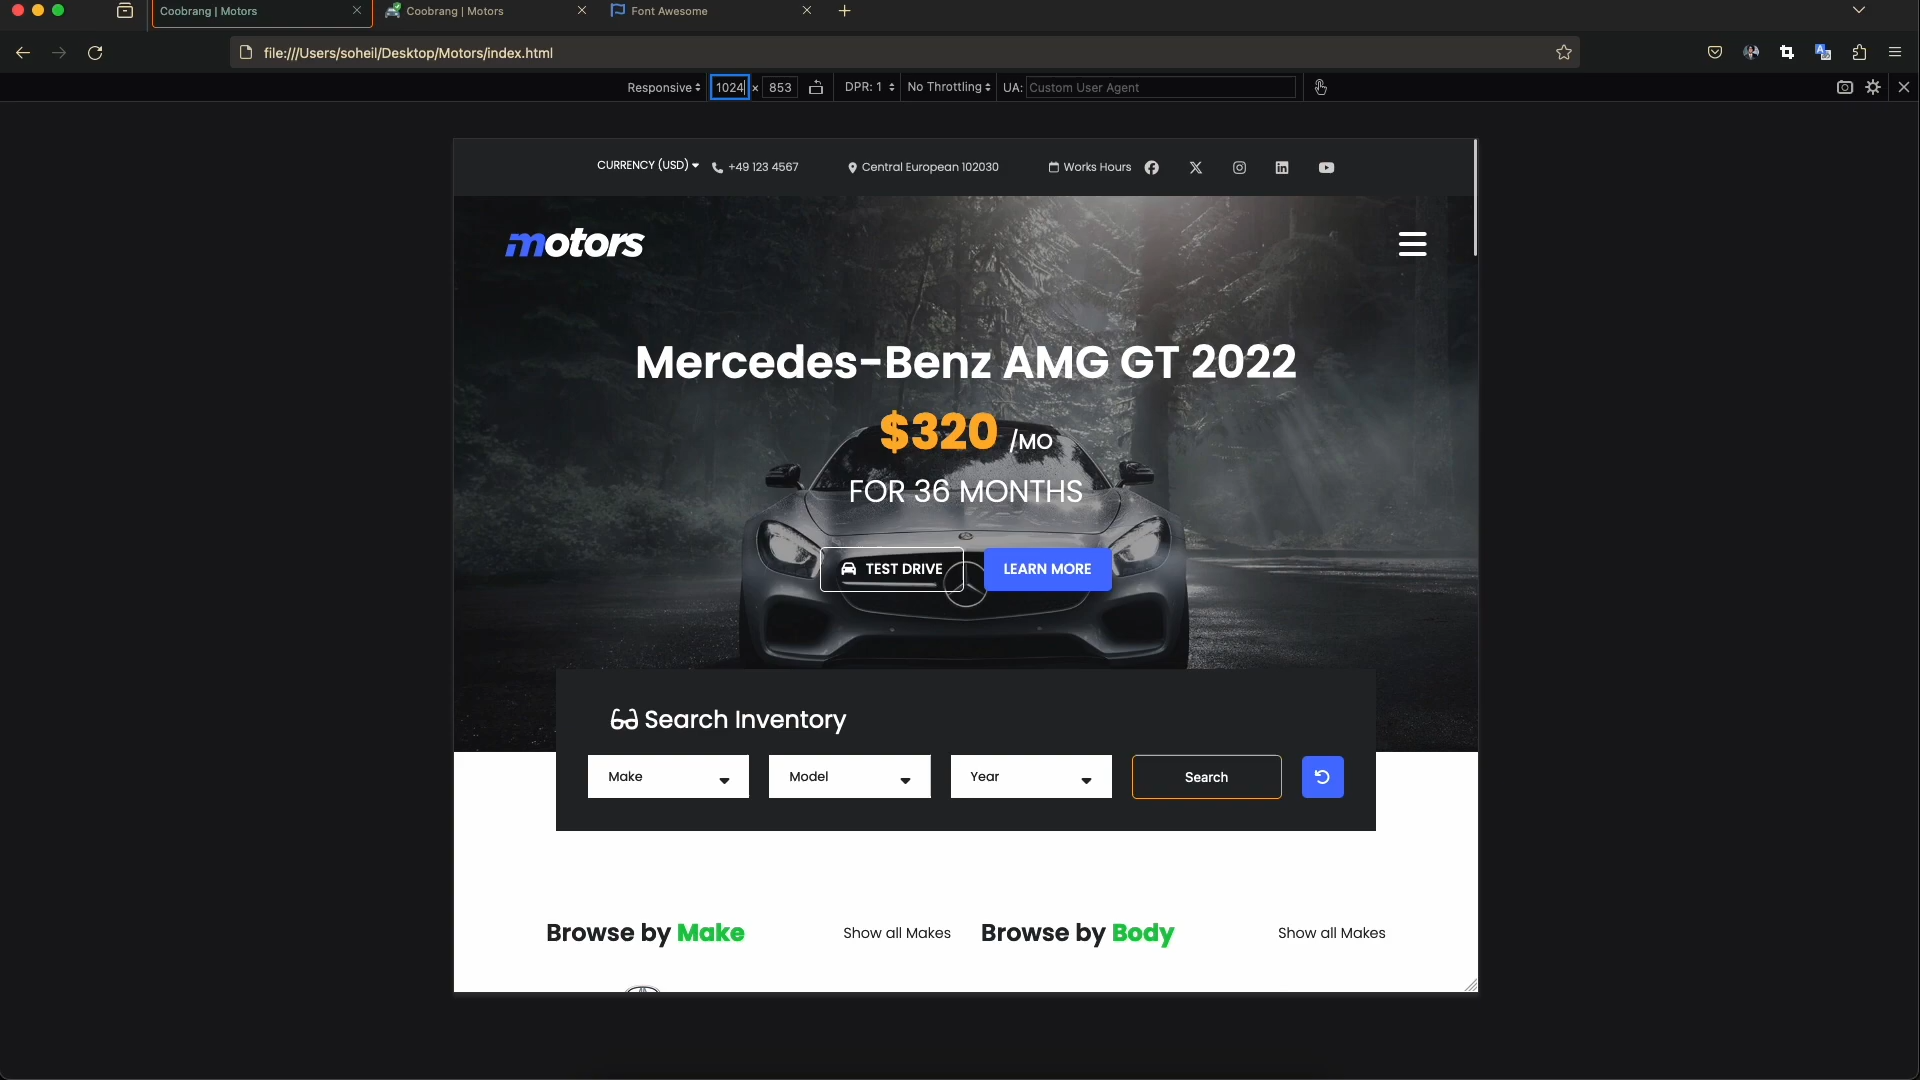 Coobrang | Motors
Coobrang | Motors
Font Awesome
file:///Users/soheil/Desktop/Motors/index.html
Responsive 1024 × 853 DPR: 1 No Throttling UA: Custom User Agent
CURRENCY (USD) +49 123 4567 Central European 102030 Works Hours
motors
Mercedes-Benz AMG GT 2022
$320 /MO
FOR 36 MONTHS
TEST DRIVE LEARN MORE
Search Inventory
Make Model Year Search
Browse by Make Show all Makes Browse by Body Show all Makes